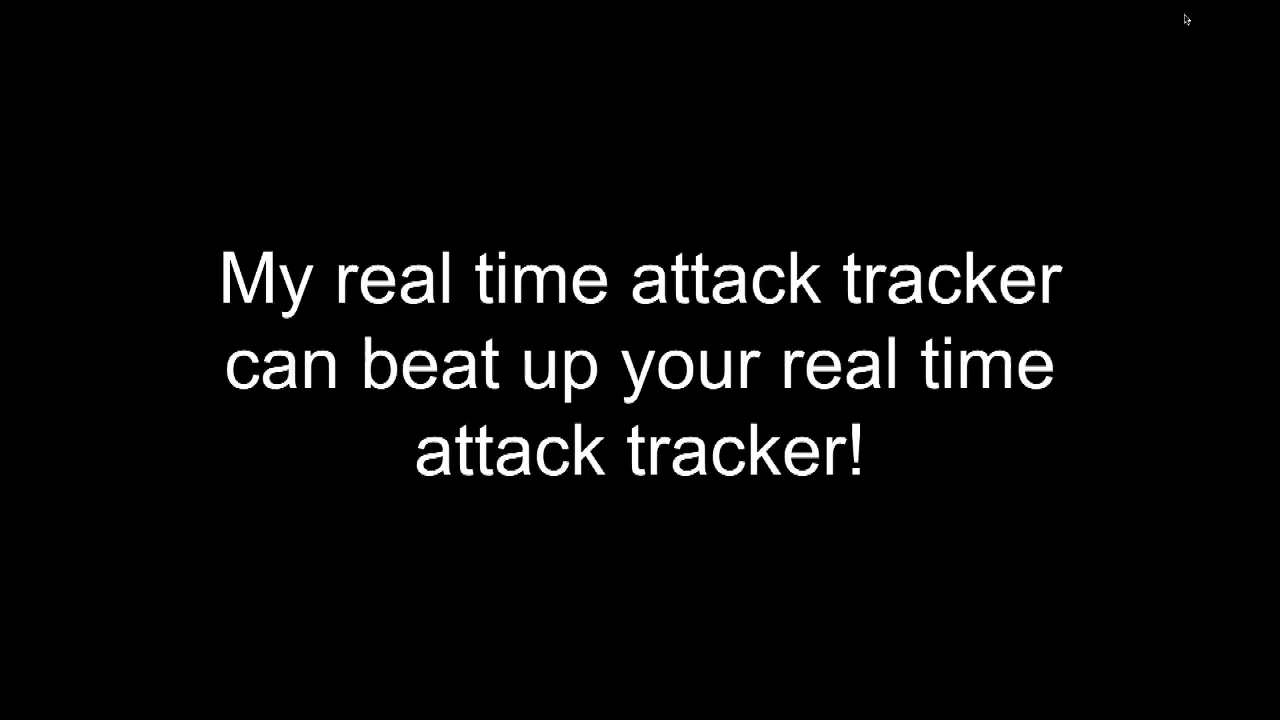 My real time attack tracker
can beat up your real time
attack tracker!